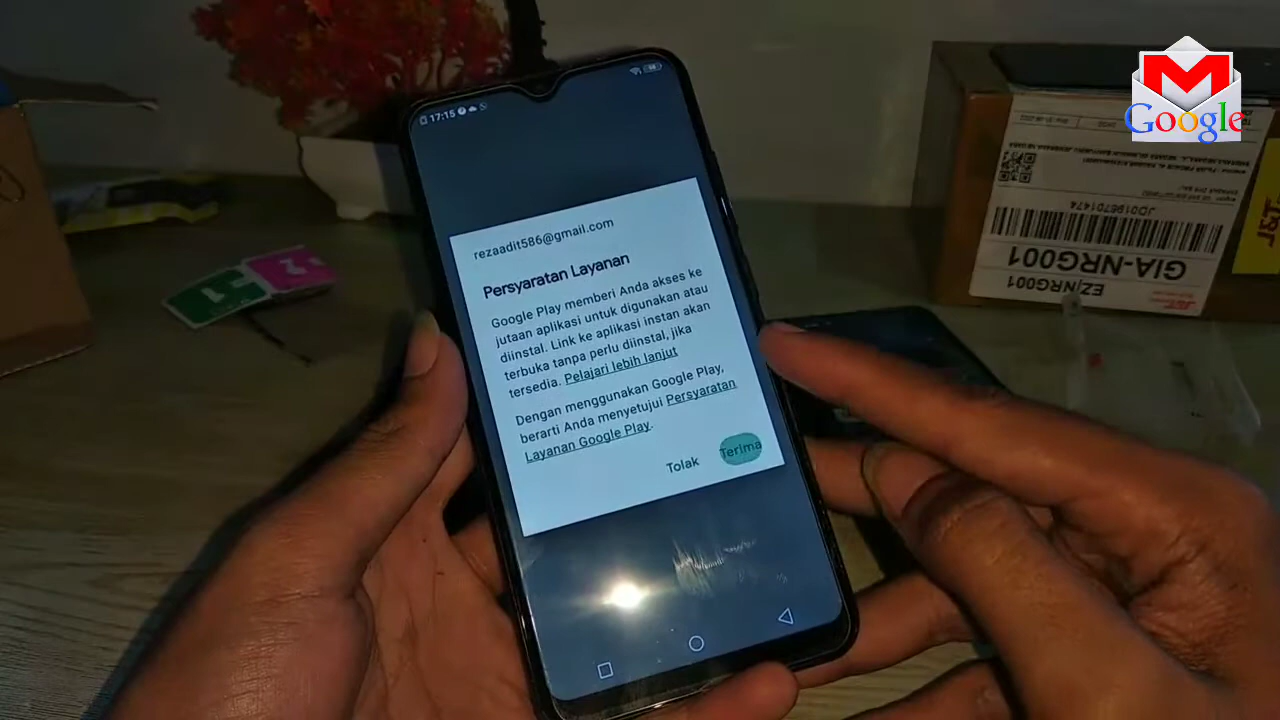 17:15
rezaadit586@gmail.com
Persyaratan Layanan
Google Play memberi Anda akses ke
jutaan aplikasi untuk digunakan atau
diinstal. Link ke aplikasi instan akan
terbuka tanpa perlu diinstal, jika
tersedia. Pelajari lebih lanjut
Dengan menggunakan Google Play,
berarti Anda menyetujui Persyaratan
Layanan Google Play.
Tolak Terima
Google
JD0196701474
GIA-NRG001
EZ/NRG001